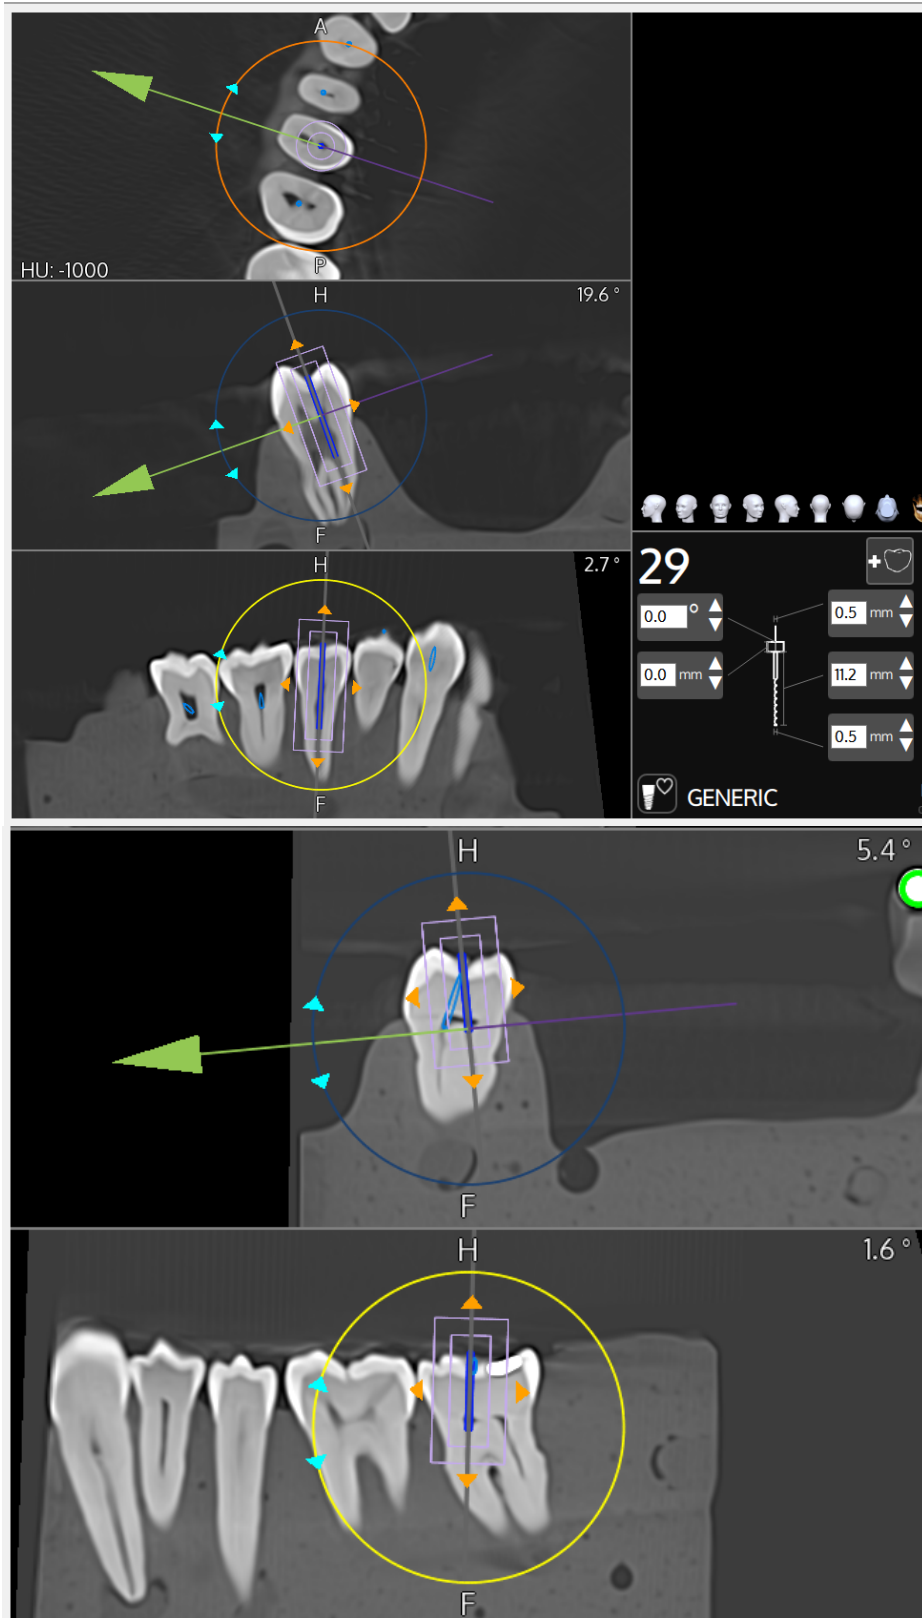 A
HU: -1000
P
H
19.6 °
F
H
2.7 °
F
29
0.0 °
0.5 mm
0.0 mm
11.2 mm
0.5 mm
GENERIC
H
5.4 °
F
H
1.6 °
F